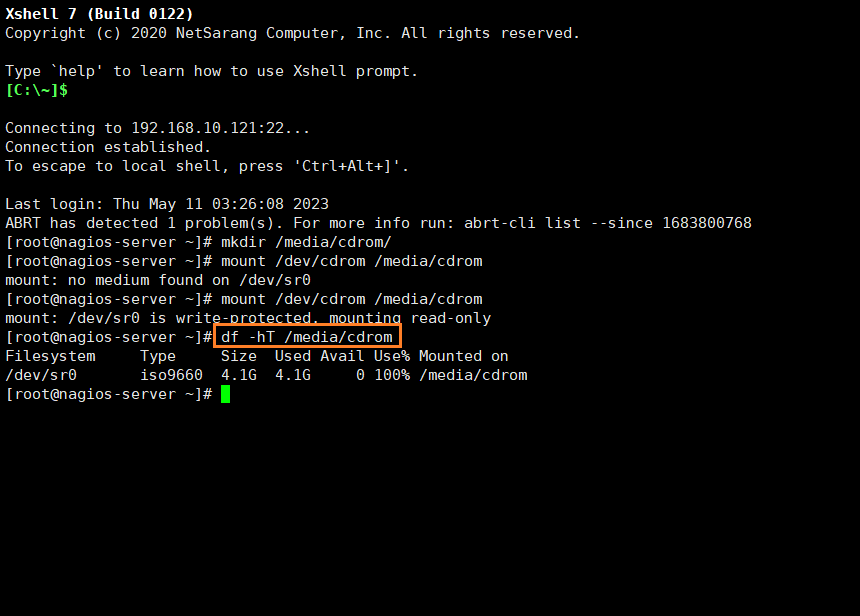 Xshell 7 (Build 0122)
Copyright (c) 2020 NetSarang Computer, Inc. All rights reserved.
Type `help' to learn how to use Xshell prompt.
[C:\~]$
Connecting to 192.168.10.121:22...
Connection established.
To escape to local shell, press 'Ctrl+Alt+]'.
Last login: Thu May 11 03:26:08 2023
ABRT has detected 1 problem(s). For more info run: abrt-cli list --since 1683800768
[root@nagios-server ~]# mkdir /media/cdrom/
[root@nagios-server ~]# mount /dev/cdrom /media/cdrom
mount: no medium found on /dev/sr0
[root@nagios-server ~]# mount /dev/cdrom /media/cdrom
mount: /dev/sr0 is write-protected, mounting read-only
[root@nagios-server ~]# df -hT /media/cdrom
Filesystem     Type     Size  Used Avail Use% Mounted on
/dev/sr0       iso9660  4.1G  4.1G     0 100% /media/cdrom
[root@nagios-server ~]#